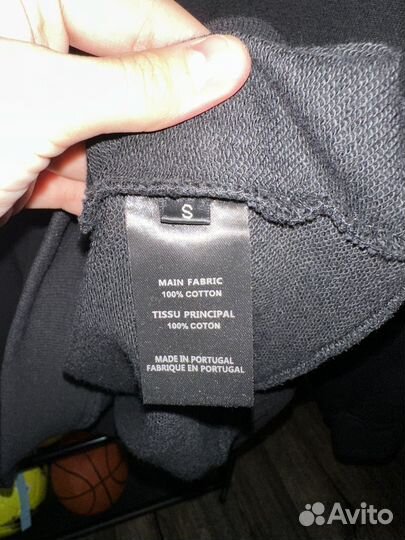 S
MAIN FABRIC
100% COTTON
TISSU PRINCIPAL
100% COTON
MADE IN PORTUGAL
FABRIQUE EN PORTUGAL
Avito